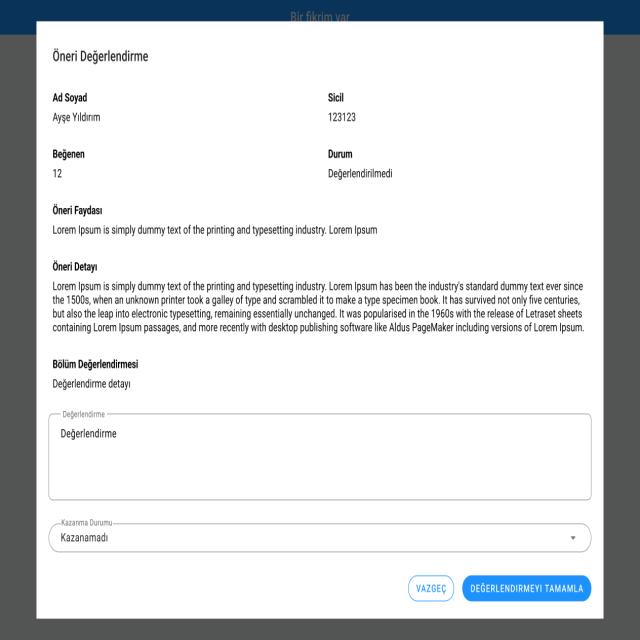 Bir fikrim var
Öneri Değerlendirme
Ad Soyad
Sicil
Ayşe Yıldırım
123123
Beğenen
Durum
12
Değerlendirilmedi
Öneri Faydası
Lorem Ipsum is simply dummy text of the printing and typesetting industry. Lorem Ipsum
Öneri Detayı
Lorem Ipsum is simply dummy text of the printing and typesetting industry. Lorem Ipsum has been the industry's standard dummy text ever since
the 1500s, when an unknown printer took a galley of type and scrambled it to make a type specimen book. It has survived not only five centuries,
but also the leap into electronic typesetting, remaining essentially unchanged. It was popularised in the 1960s with the release of Letraset sheets
containing Lorem Ipsum passages, and more recently with desktop publishing software like Aldus PageMaker including versions of Lorem Ipsum.
Bölüm Değerlendirmesi
Değerlendirme detayı
Değerlendirme
Değerlendirme
Kazanma Durumu
Kazanamadı
VAZGEÇ
DEĞERLENDİRMEYİ TAMAMLA